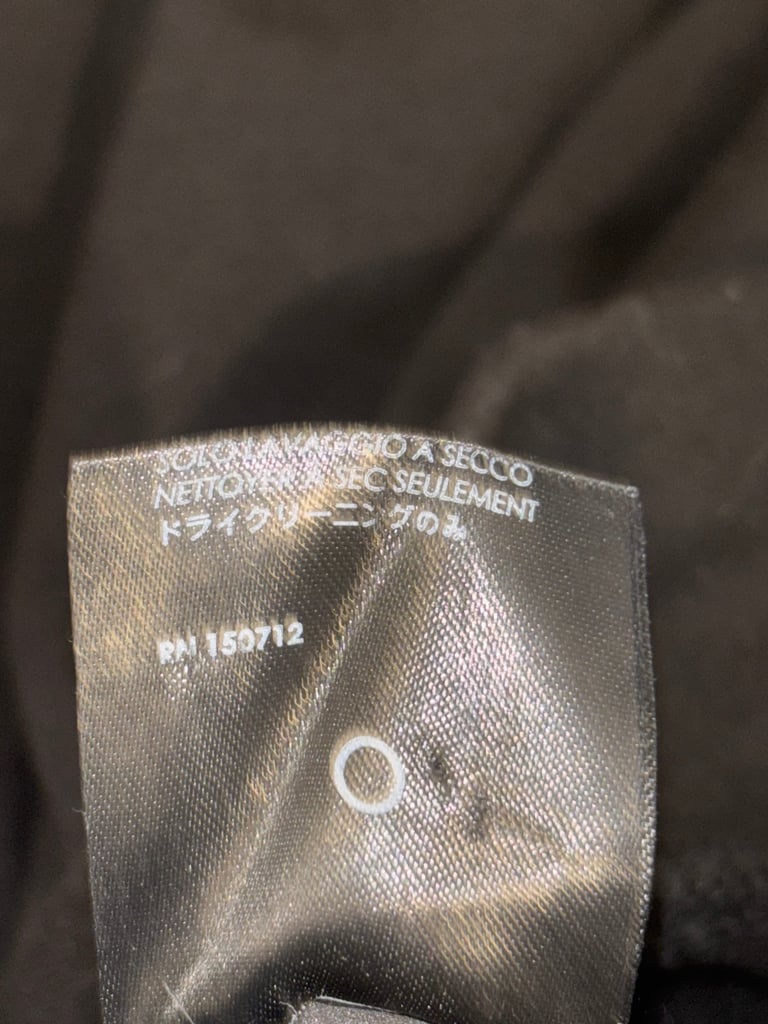 SOLO LAVAGGIO A SECCO
NETTOYER À SEC SEULEMENT
ドライクリーニングのみ
RN 150712